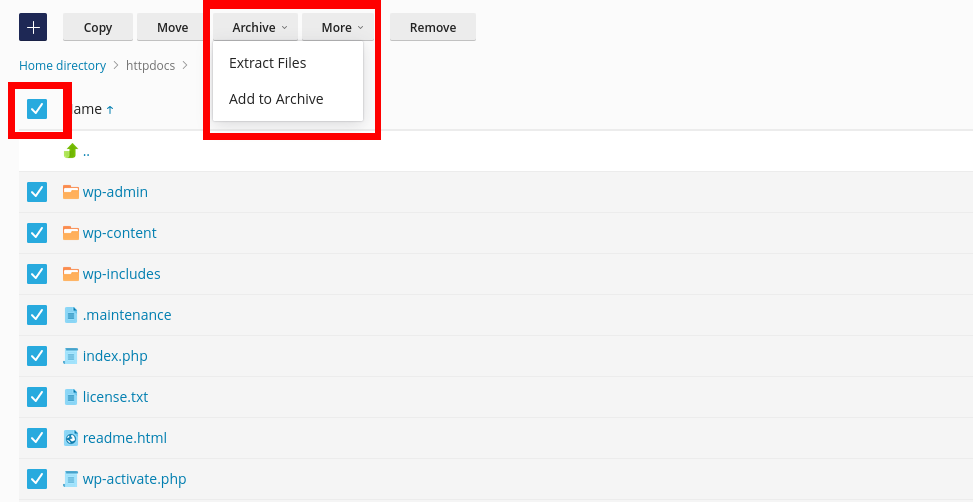 Copy Move Archive More Remove
Home directory > httpdocs >
Extract Files
Add to Archive
ame ↑
..
wp-admin
wp-content
wp-includes
.maintenance
index.php
license.txt
readme.html
wp-activate.php